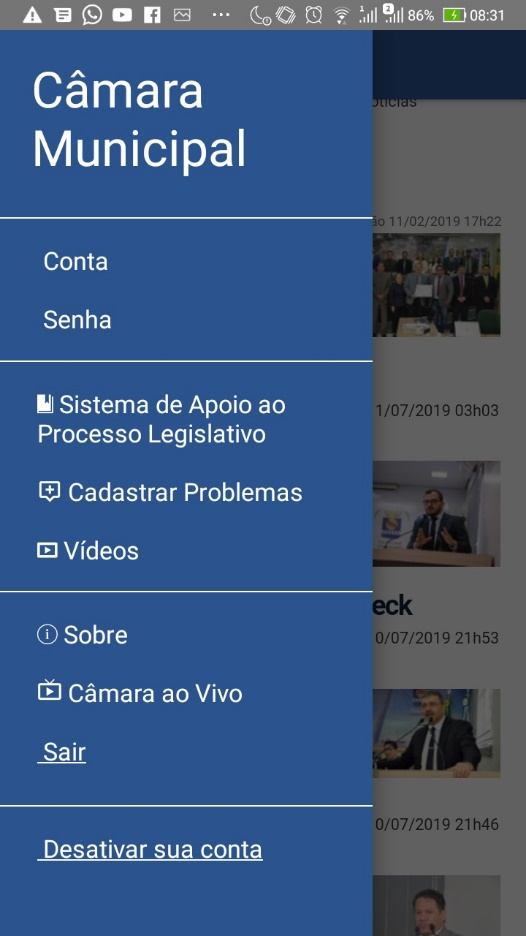 86% 08:31
Câmara
Municipal
otícias
ão 11/02/2019 17h22
Conta
Senha
Sistema de Apoio ao
Processo Legislativo
1/07/2019 03h03
Cadastrar Problemas
Vídeos
eck
Sobre
0/07/2019 21h53
Câmara ao Vivo
Sair
0/07/2019 21h46
Desativar sua conta